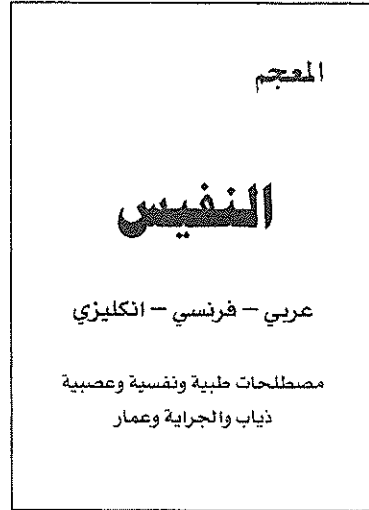 المعجم
النفيس
عربي – فرنسي – انكليزي
مصطلحات طبية ونفسية وعصبية
ذياب والجراية وعمار